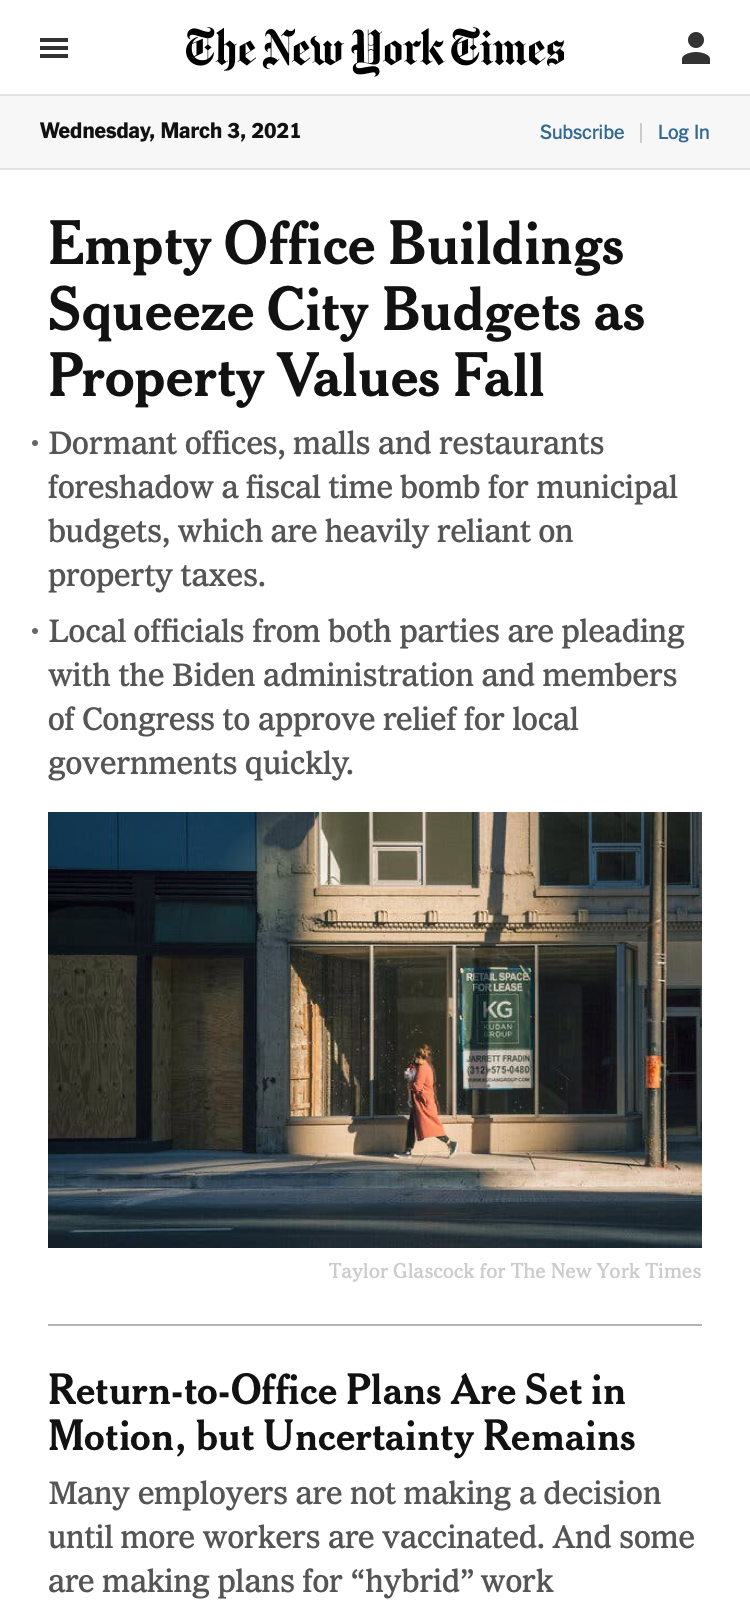 The New York Times
Wednesday, March 3, 2021
Subscribe | Log In
Empty Office Buildings
Squeeze City Budgets as
Property Values Fall
• Dormant offices, malls and restaurants
foreshadow a fiscal time bomb for municipal
budgets, which are heavily reliant on
property taxes.
• Local officials from both parties are pleading
with the Biden administration and members
of Congress to approve relief for local
governments quickly.
RETAIL SPACE
FOR LEASE
KG
KUDAN
GROUP
JARRETT FRADIN
(312)-575-0480
WWW.KUDANGROUP.COM
Taylor Glascock for The New York Times
Return-to-Office Plans Are Set in
Motion, but Uncertainty Remains
Many employers are not making a decision
until more workers are vaccinated. And some
are making plans for “hybrid” work